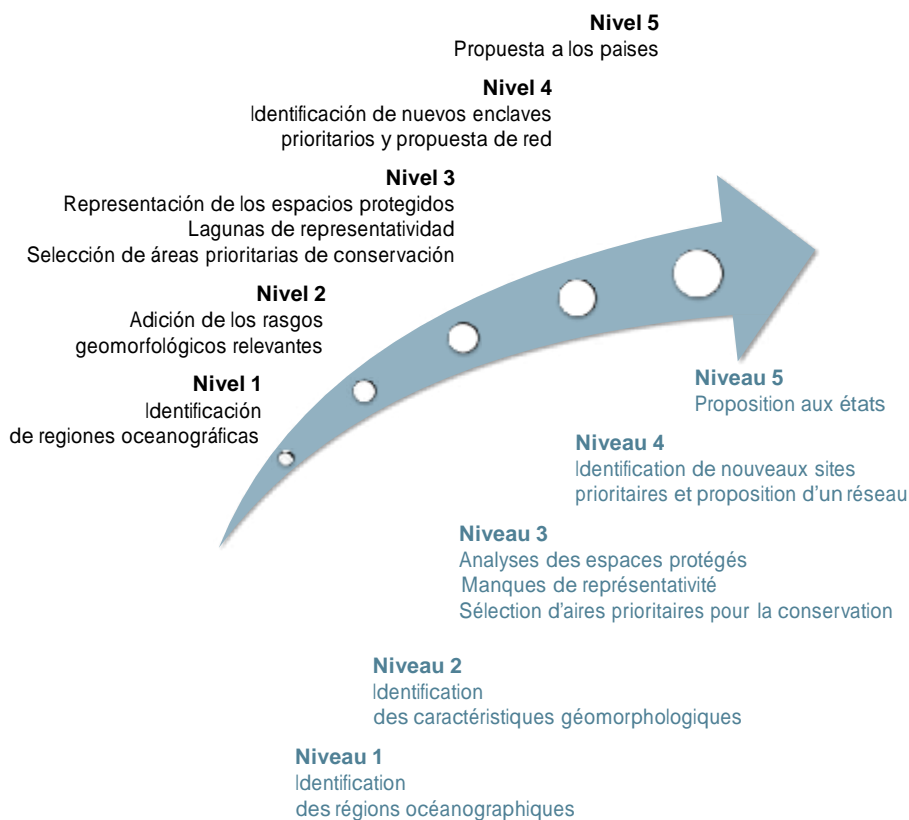 Nivel 5
Propuesta a los paises
Nivel 4
Identificación de nuevos enclaves
prioritarios y propuesta de red
Nivel 3
Representación de los espacios protegidos
Lagunas de representatividad
Selección de áreas prioritarias de conservación
Nivel 2
Adición de los rasgos
geomorfológicos relevantes
Nivel 1
Identificación
de regiones oceanográficas
Niveau 5
Proposition aux états
Niveau 4
Identification de nouveaux sites
prioritaires et proposition d'un réseau
Niveau 3
Analyses des espaces protégés
Manques de représentativité
Sélection d'aires prioritaires pour la conservation
Niveau 2
Identification
des caractéristiques géomorphologiques
Niveau 1
Identification
des régions océanographiques